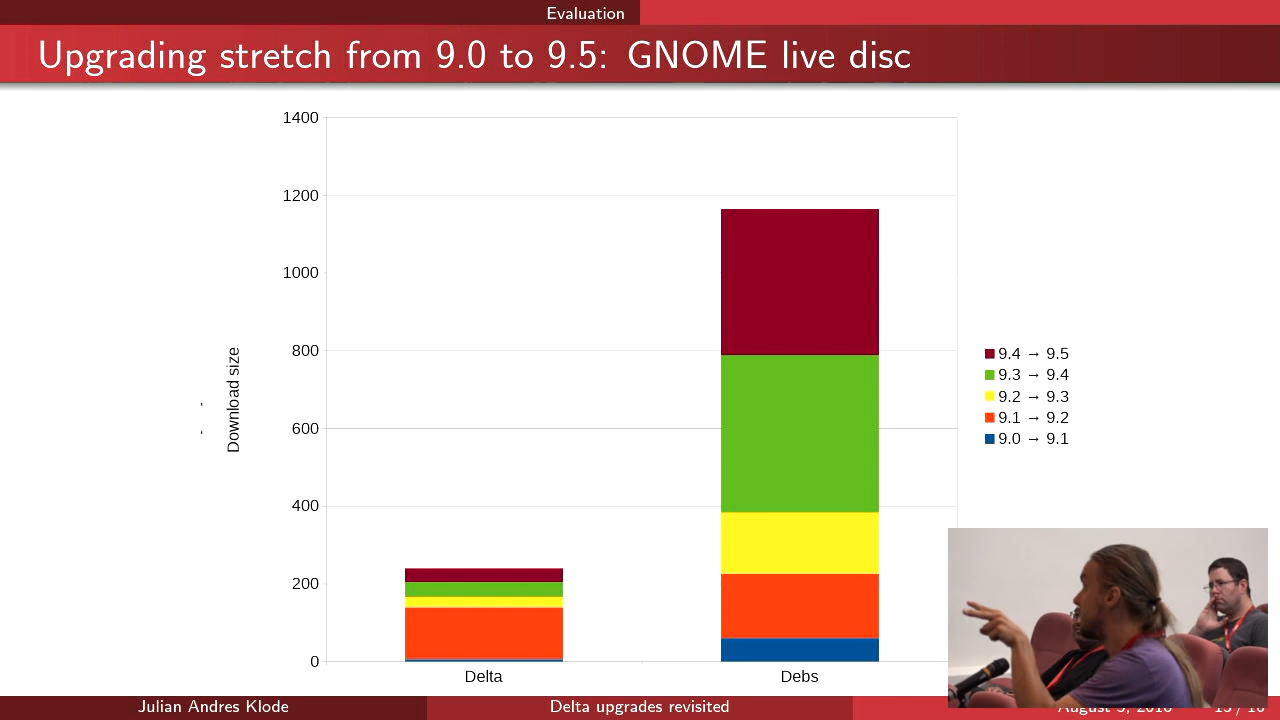 Evaluation
Upgrading stretch from 9.0 to 9.5: GNOME live disc
1400
1200
1000
800
600
400
200
0
Download size
Delta
Debs
9.4 → 9.5
9.3 → 9.4
9.2 → 9.3
9.1 → 9.2
9.0 → 9.1
Julian Andres Klode
Delta upgrades revisited